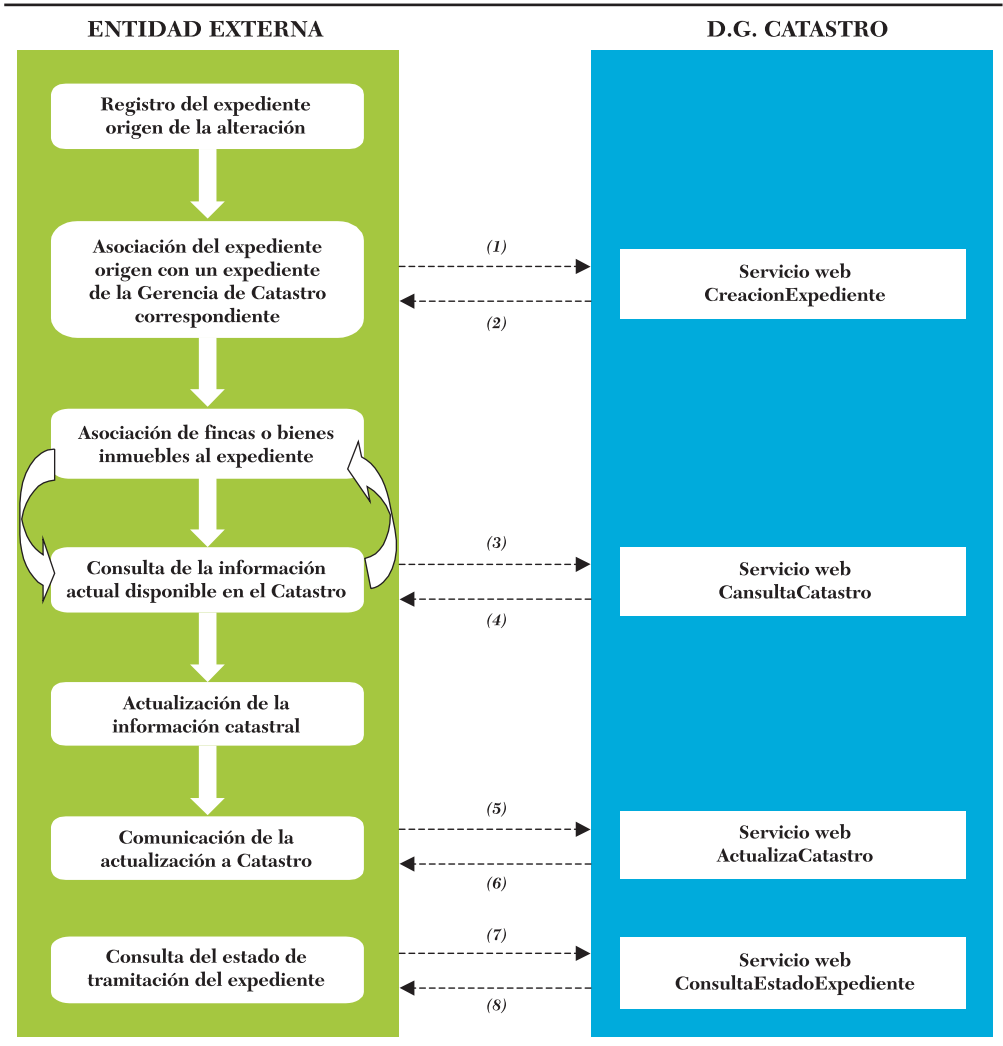 ENTIDAD EXTERNA
D.G. CATASTRO
Registro del expediente
origen de la alteración
Asociación del expediente
origen con un expediente
de la Gerencia de Catastro
correspondiente
(1)
(2)
Servicio web
CreacionExpediente
Asociación de fincas o bienes
inmuebles al expediente
Consulta de la información
actual disponible en el Catastro
(3)
(4)
Servicio web
CansultaCatastro
Actualización de la
información catastral
Comunicación de la
actualización a Catastro
(5)
(6)
Servicio web
ActualizaCatastro
Consulta del estado de
tramitación del expediente
(7)
(8)
Servicio web
ConsultaEstadoExpediente